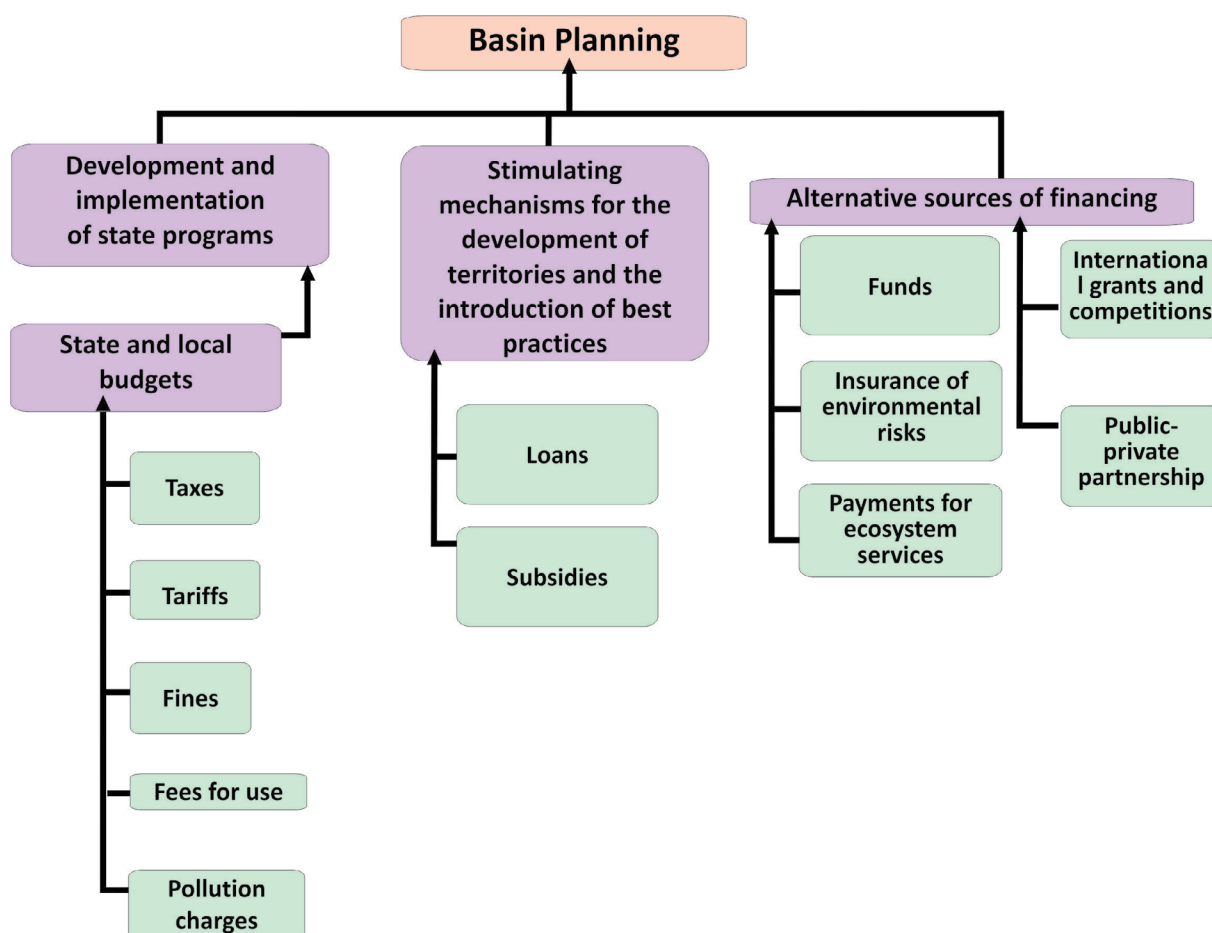 Basin Planning
Development and
implementation
of state programs
State and local
budgets
Taxes
Tariffs
Fines
Fees for use
Pollution
charges
Stimulating
mechanisms for the
development of
territories and the
introduction of best
practices
Loans
Subsidies
Alternative sources of financing
Funds
Insurance of
environmental
risks
Payments for
ecosystem
services
Internationa
l grants and
competitions
Public-
private
partnership